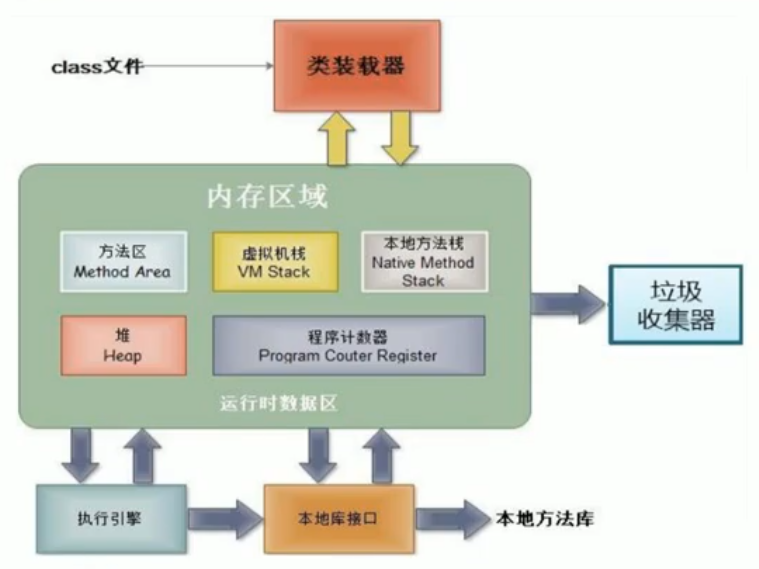 class文件
类装载器
内存区域
方法区
Method Area
虚拟机栈
VM Stack
本地方法栈
Native Method
Stack
堆
Heap
程序计数器
Program Couter Register
运行时数据区
垃圾
收集器
执行引擎
本地库接口
本地方法库